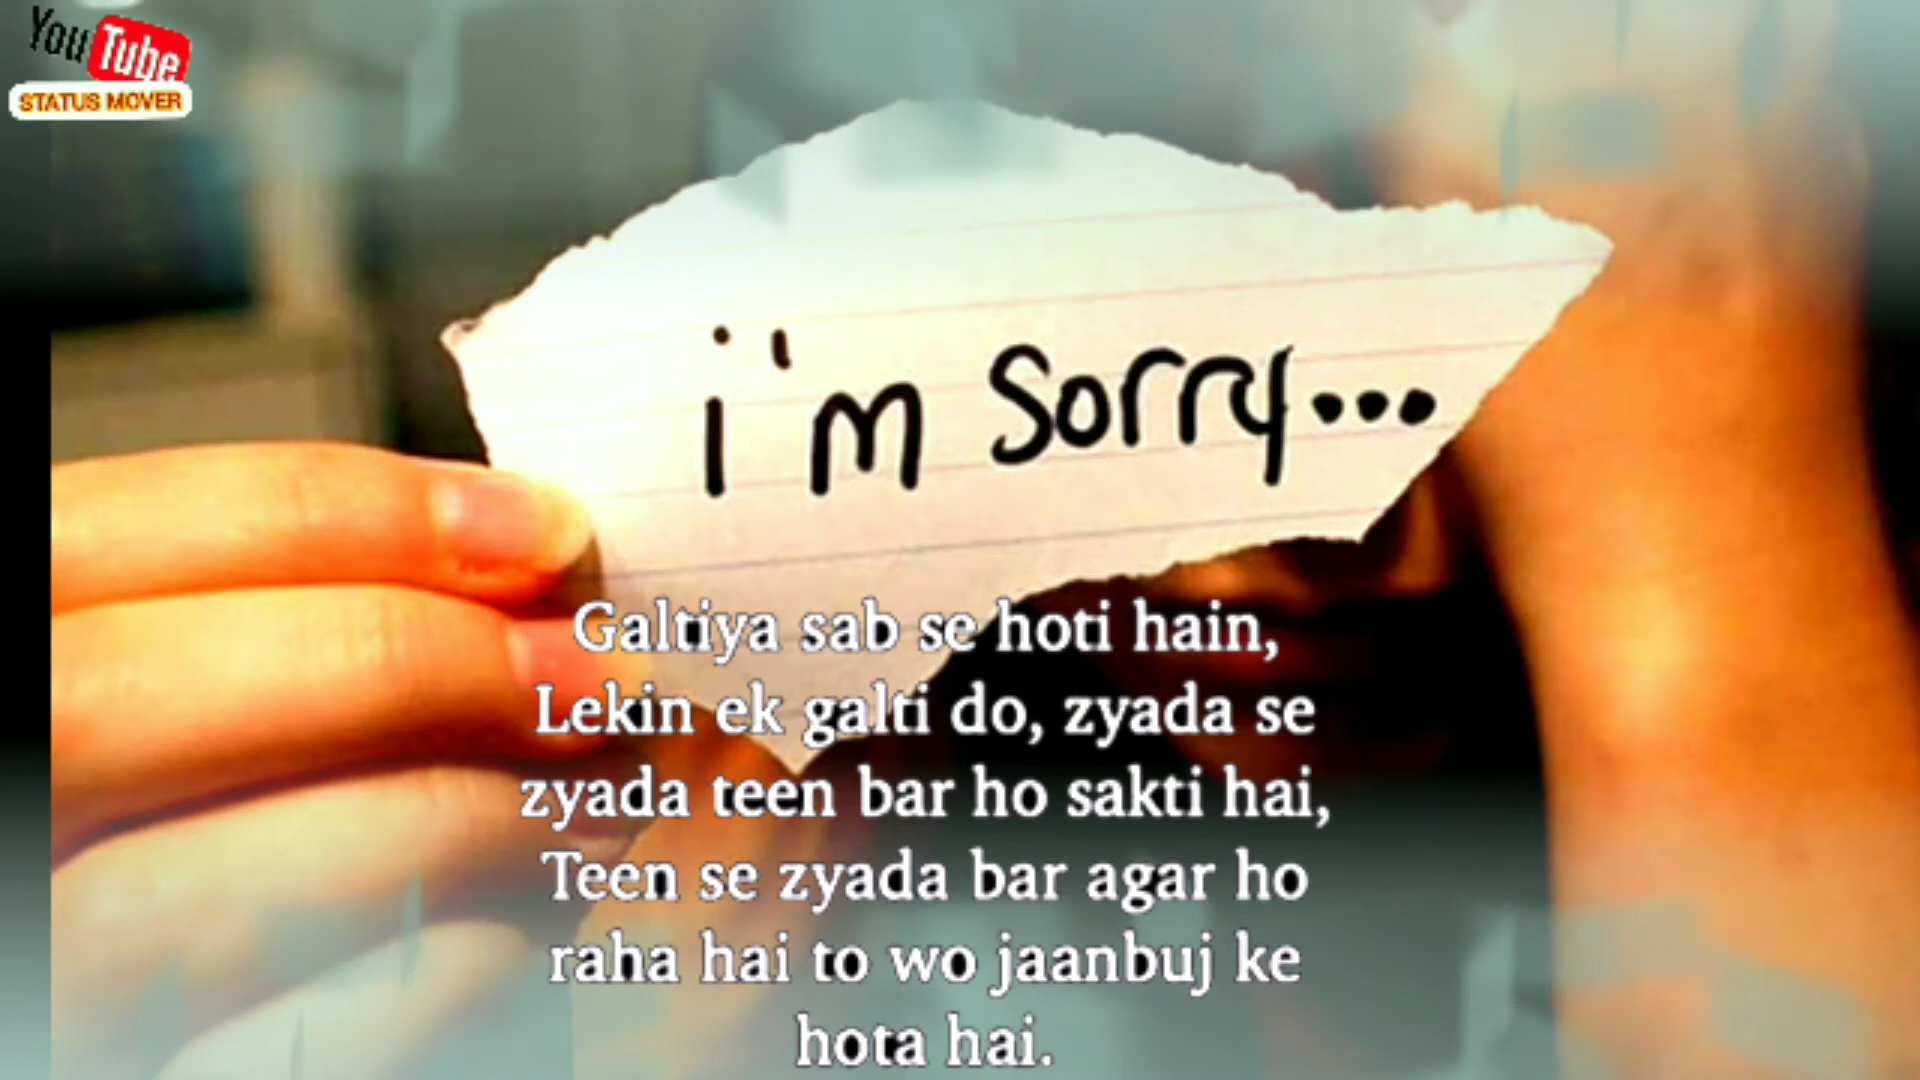 YouTube
STATUS MOVER
i'm sorry...
Galtiya sab se hoti hain,
Lekin ek galti do, zyada se
zyada teen bar ho sakti hai,
Teen se zyada bar agar ho
raha hai to wo jaanbuj ke
hota hai.